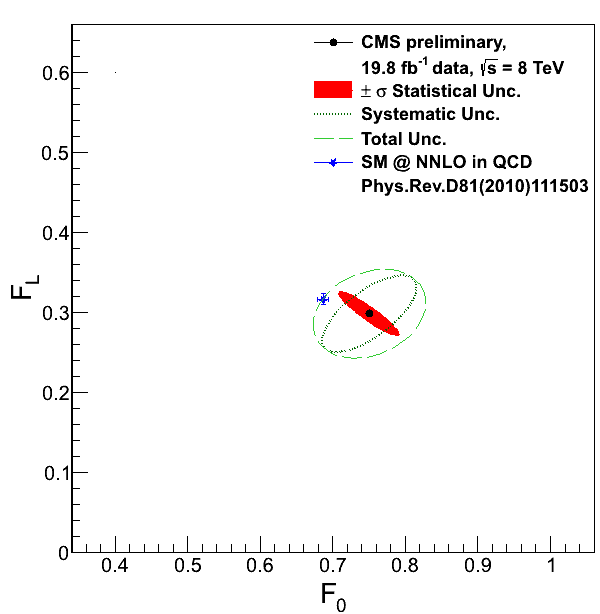 CMS preliminary,
19.8 fb⁻¹ data, √s = 8 TeV
± σ Statistical Unc.
Systematic Unc.
Total Unc.
SM @ NNLO in QCD
Phys.Rev.D81(2010)111503
F_L
0.6
0.5
0.4
0.3
0.2
0.1
0
0.4 0.5 0.6 0.7 0.8 0.9 1
F₀